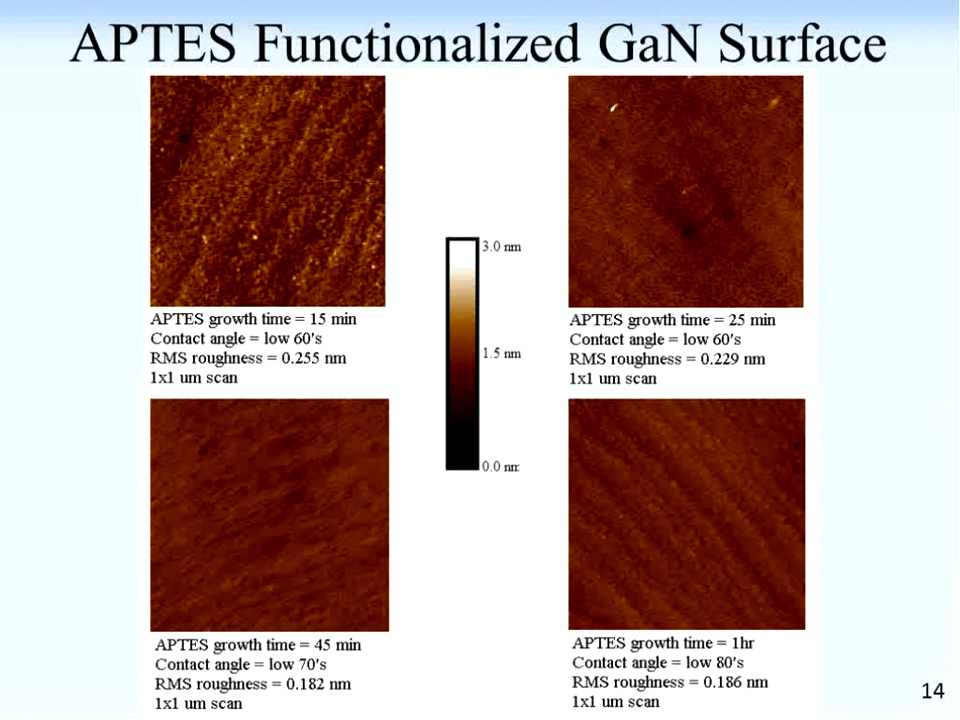 APTES Functionalized GaN Surface
3.0 nm
1.5 nm
0.0 nm
APTES growth time = 15 min
Contact angle = low 60's
RMS roughness = 0.255 nm
1x1 um scan
APTES growth time = 25 min
Contact angle = low 60's
RMS roughness = 0.229 nm
1x1 um scan
APTES growth time = 45 min
Contact angle = low 70's
RMS roughness = 0.182 nm
1x1 um scan
APTES growth time = 1hr
Contact angle = low 80's
RMS roughness = 0.186 nm
1x1 um scan
14